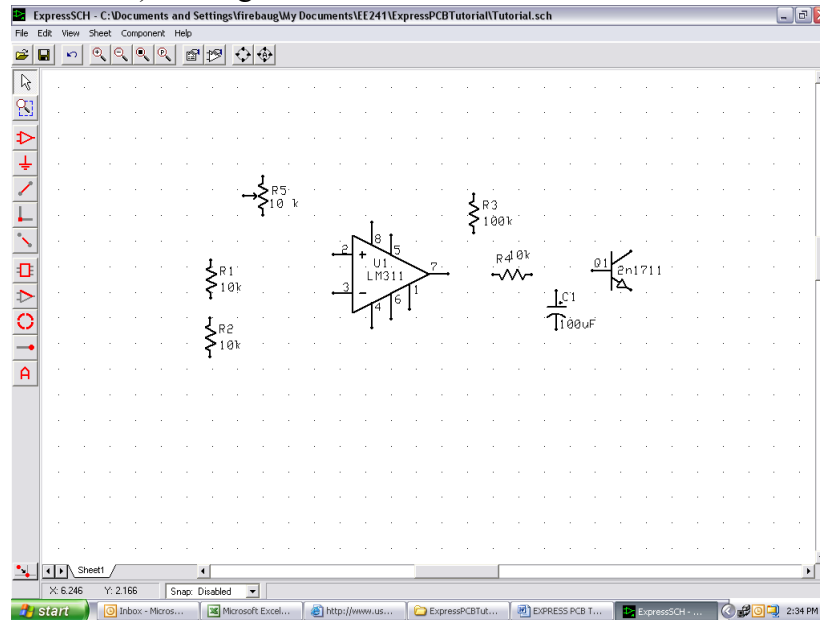 ExpressSCH - C:\Documents and Settings\firebaug\My Documents\EE241\ExpressPCBTutorial\Tutorial.sch
File Edit View Sheet Component Help
R5
10 k
R3
100k
8
5
2
+
U1
LM311
7
3
-
1
6
4
R1
10k
R2
10k
R4
10k
Q1
2n1711
C1
100uF
A
Sheet1
X: 6.246 Y: 2.166 Snap: Disabled
start Inbox - Micros... Microsoft Excel... http://www.us... ExpressPCBTut... EXPRESS PCB T... ExpressSCH - ... 2:34 PM